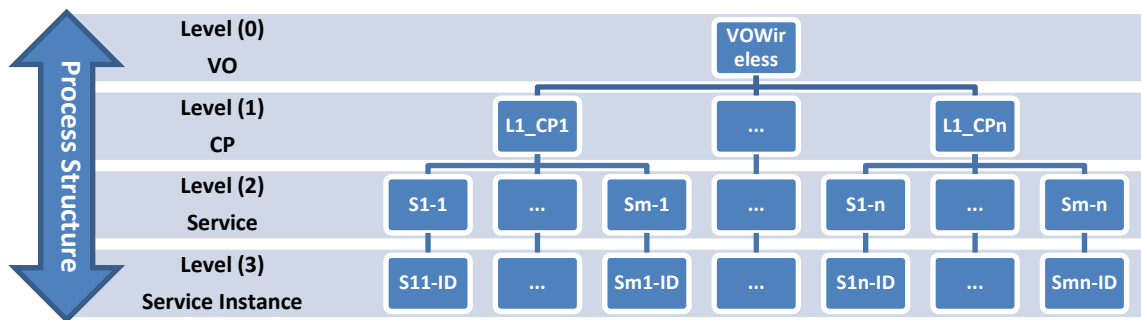 Process Structure
Level (0)
VO
VOWir
eless
Level (1)
CP
L1_CP1
...
L1_CPn
Level (2)
Service
S1-1
...
Sm-1
...
S1-n
...
Sm-n
Level (3)
Service Instance
S11-ID
...
Sm1-ID
...
S1n-ID
...
Smn-ID